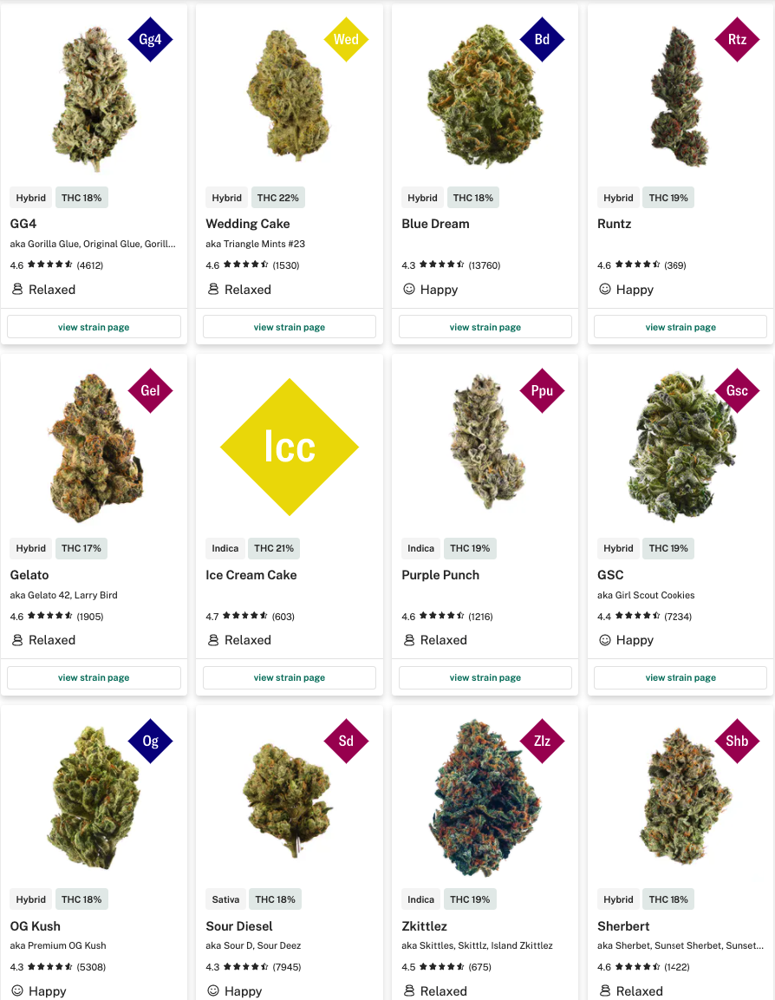 Gg4
Wed
Bd
Rtz
Hybrid THC 18%
Hybrid THC 22%
Hybrid THC 18%
Hybrid THC 19%
GG4
Wedding Cake
Blue Dream
Runtz
aka Gorilla Glue, Original Glue, Gorill...
aka Triangle Mints #23
4.6 (4612)
4.6 (1530)
4.3 (13760)
4.6 (369)
Relaxed
Relaxed
Happy
Happy
view strain page
view strain page
view strain page
view strain page
Gel
Icc
Ppu
Gsc
Hybrid THC 17%
Indica THC 21%
Indica THC 19%
Hybrid THC 19%
Gelato
Ice Cream Cake
Purple Punch
GSC
aka Gelato 42, Larry Bird
aka Girl Scout Cookies
4.6 (1905)
4.7 (603)
4.6 (1216)
4.4 (7234)
Relaxed
Relaxed
Relaxed
Happy
view strain page
view strain page
view strain page
view strain page
Og
Sd
Zlz
Shb
Hybrid THC 18%
Sativa THC 18%
Indica THC 19%
Hybrid THC 18%
OG Kush
Sour Diesel
Zkittlez
Sherbert
aka Premium OG Kush
aka Sour D, Sour Deez
aka Skittles, Skittlz, Island Zkittlez
aka Sherbet, Sunset Sherbet, Sunset...
4.3 (5308)
4.3 (7945)
4.5 (675)
4.6 (1422)
Happy
Happy
Relaxed
Relaxed